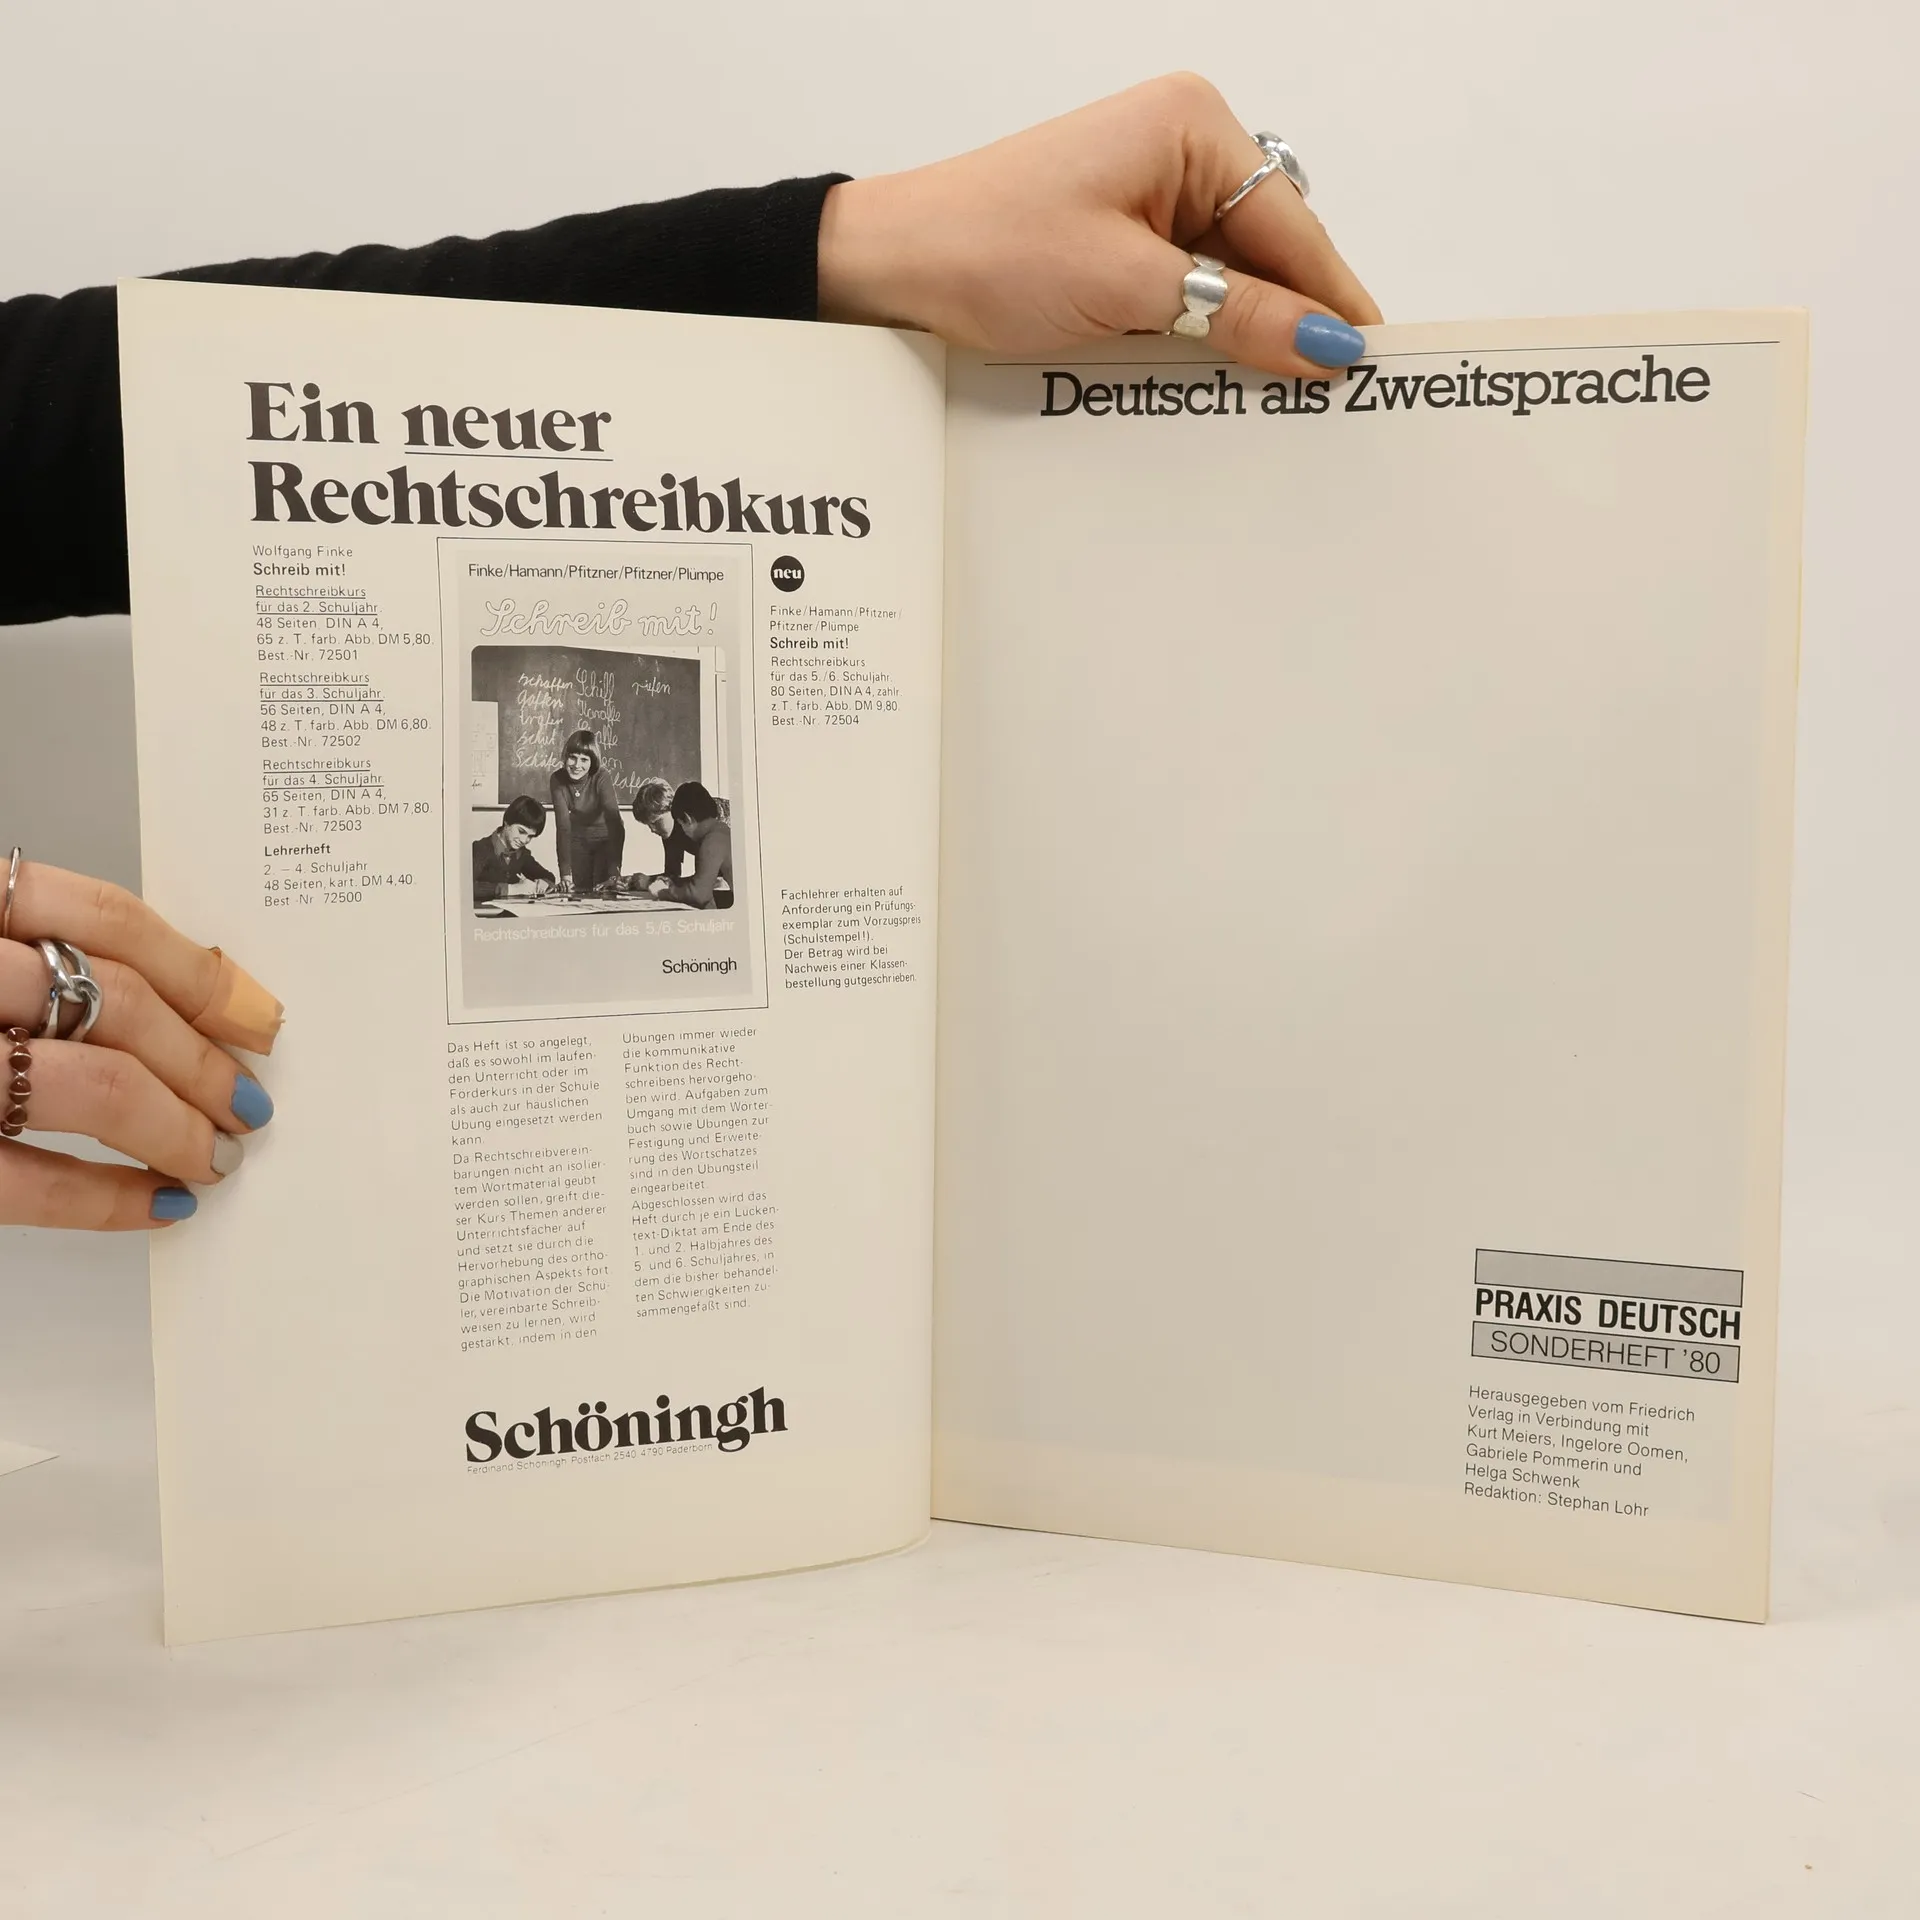 Ein neuer
Rechtschreibkurs
Wolfgang Finke
Schreib mit!
Rechtschreibkurs
für das 2. Schuljahr.
48 Seiten, DIN A 4,
65 z. T. farb. Abb. DM 5,80.
Best.-Nr. 72501
Rechtschreibkurs
für das 3. Schuljahr.
56 Seiten, DIN A 4,
48 z. T. farb. Abb. DM 6,80.
Best.-Nr. 72502
Rechtschreibkurs
für das 4. Schuljahr.
65 Seiten, DIN A 4,
31 z. T. farb. Abb. DM 7,80.
Best.-Nr. 72503
Lehrerheft
2. – 4. Schuljahr
48 Seiten, kart. DM 4,40.
Best.-Nr. 72500
Finke/Hamann/Pfitzner/Pfitzner/Plümpe
Schreib mit!
schaffen Schiff rufen
gaffen
Rechtschreibkurs für das 5./6. Schuljahr
Schöningh
neu
Finke/Hamann/Pfitzner/
Pfitzner/Plümpe
Schreib mit!
Rechtschreibkurs
für das 5./6. Schuljahr.
80 Seiten, DIN A 4, zahlr.
z. T. farb. Abb. DM 9,80.
Best.-Nr. 72504
Fachlehrer erhalten auf
Anforderung ein Prüfungs-
exemplar zum Vorzugspreis
(Schulstempel!).
Der Betrag wird bei
Nachweis einer Klassen-
bestellung gutgeschrieben.
Das Heft ist so angelegt,
daß es sowohl im laufen-
den Unterricht oder im
Förderkurs in der Schule
als auch zur häuslichen
Übung eingesetzt werden
kann.
Da Rechtschreibverein-
barungen nicht an isolier-
tem Wortmaterial geübt
werden sollen, greift die-
ser Kurs Themen anderer
Unterrichtsfächer auf
und setzt sie durch die
Hervorhebung des ortho-
graphischen Aspekts fort.
Die Motivation der Schü-
ler, vereinbarte Schreib-
weisen zu lernen, wird
gestärkt, indem in den
Übungen immer wieder
die kommunikative
Funktion des Recht-
schreibens hervorgeho-
ben wird. Aufgaben zum
Umgang mit dem Wörter-
buch sowie Übungen zur
Festigung und Erweite-
rung des Wortschatzes
sind in den Übungsteil
eingearbeitet.
Abgeschlossen wird das
Heft durch je ein Lücken-
text-Diktat am Ende des
1. und 2. Halbjahres des
5. und 6. Schuljahres, in
dem die bisher behandel-
ten Schwierigkeiten zu-
sammengefaßt sind.
Schöningh
Ferdinand Schöningh Postfach 2540 4790 Paderborn
Deutsch als Zweitsprache
PRAXIS DEUTSCH
SONDERHEFT '80
Herausgegeben vom Friedrich
Verlag in Verbindung mit
Kurt Meiers, Ingelore Oomen,
Gabriele Pommerin und
Helga Schwenk
Redaktion: Stephan Lohr